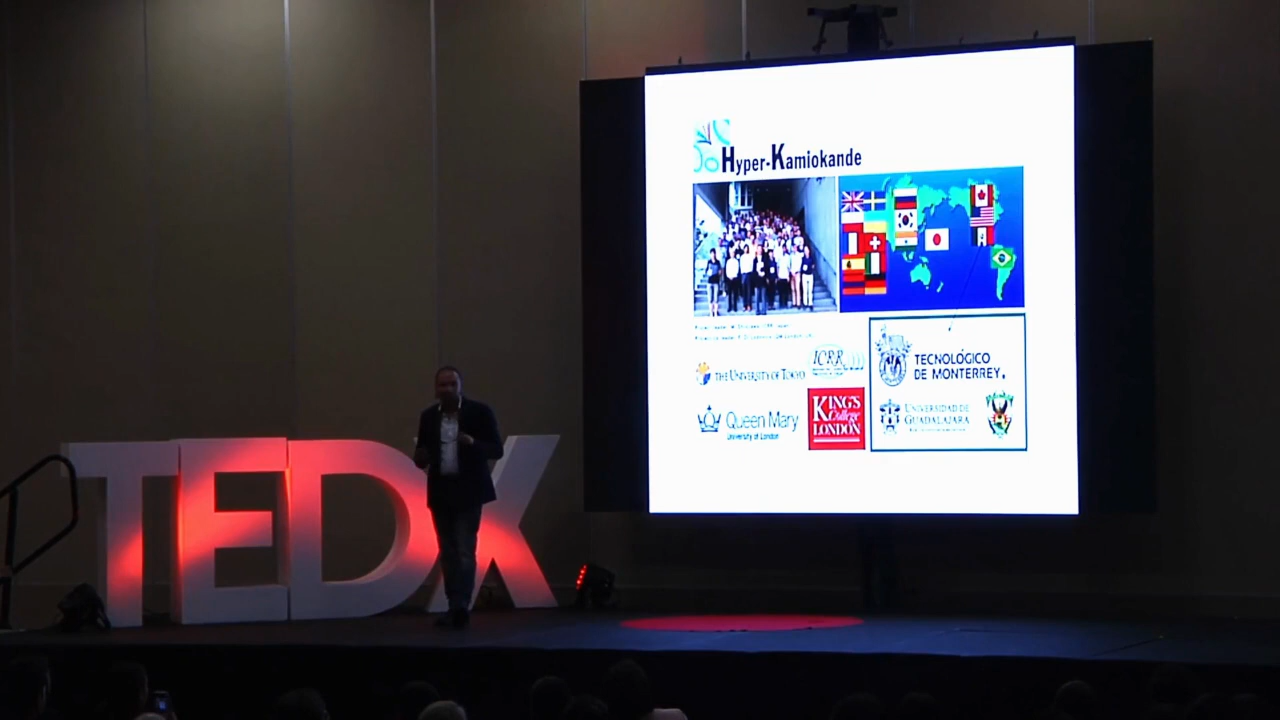 TEDX
Hyper-Kamiokande
THE UNIVERSITY OF TOKYO
ICRR
TECNOLÓGICO
DE MONTERREY
Queen Mary
University of London
KING'S
College
LONDON
UNIVERSIDAD DE
GUADALAJARA